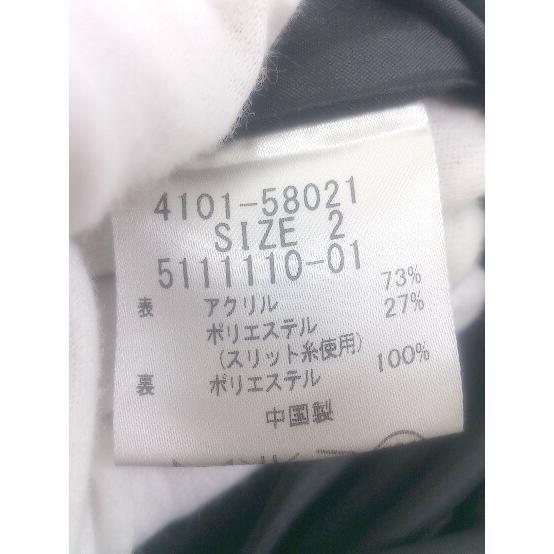 4101-58021
SIZE 2
5111110-01
表 アクリル 73%
ポリエステル 27%
(スリット糸使用)
裏 ポリエステル 100%
中国製